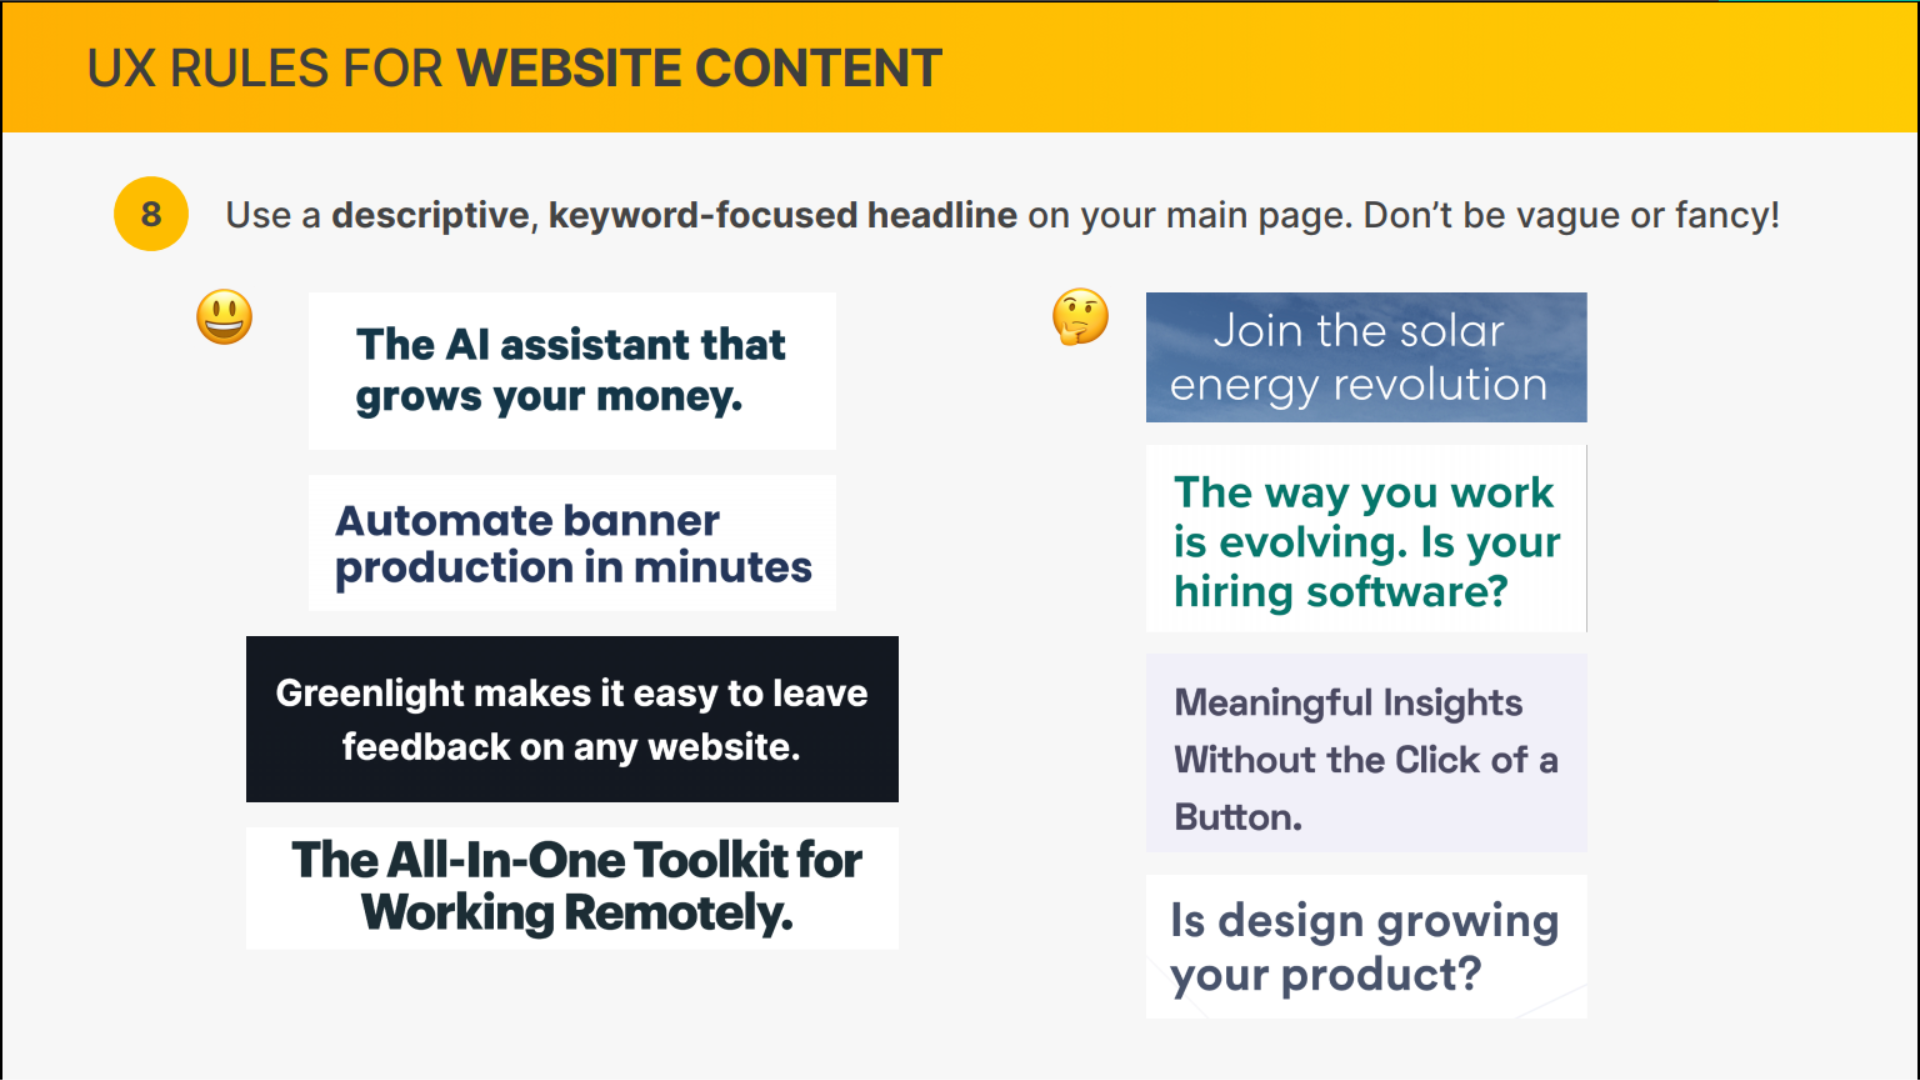 UX RULES FOR WEBSITE CONTENT
8
Use a descriptive, keyword-focused headline on your main page. Don’t be vague or fancy!
The AI assistant that
grows your money.
Automate banner
production in minutes
Greenlight makes it easy to leave
feedback on any website.
The All-In-One Toolkit for
Working Remotely.
Join the solar
energy revolution
The way you work
is evolving. Is your
hiring software?
Meaningful Insights
Without the Click of a
Button.
Is design growing
your product?